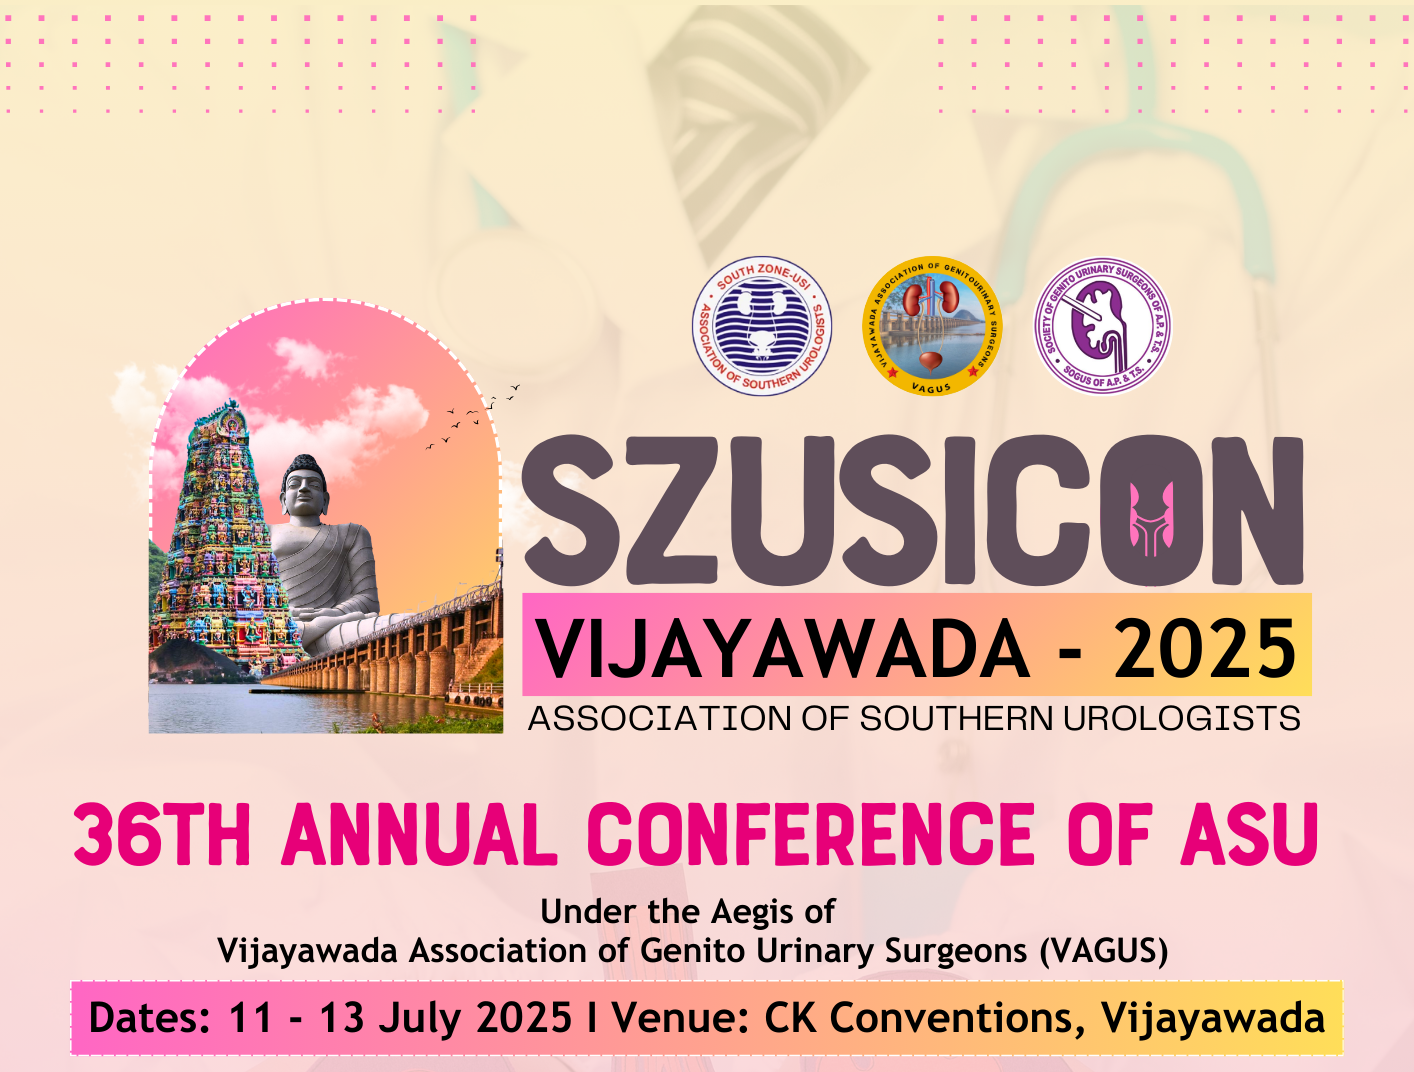 SOUTH ZONE-USI
ASSOCIATION OF SOUTHERN UROLOGISTS
VIJAYAWADA ASSOCIATION OF GENITOURINARY SURGEONS
VAGUS
SOCIETY OF GENITO URINARY SURGEONS OF A.P. & T.S.
SOGUS OF A.P. & T.S.
SZUSICON
VIJAYAWADA - 2025
ASSOCIATION OF SOUTHERN UROLOGISTS
36TH ANNUAL CONFERENCE OF ASU
Under the Aegis of
Vijayawada Association of Genito Urinary Surgeons (VAGUS)
Dates: 11 - 13 July 2025 I Venue: CK Conventions, Vijayawada